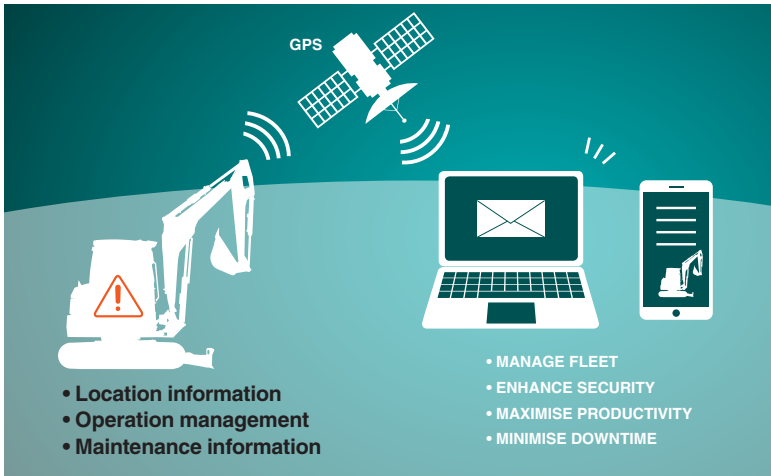 GPS
• Location information
• Operation management
• Maintenance information
• MANAGE FLEET
• ENHANCE SECURITY
• MAXIMISE PRODUCTIVITY
• MINIMISE DOWNTIME